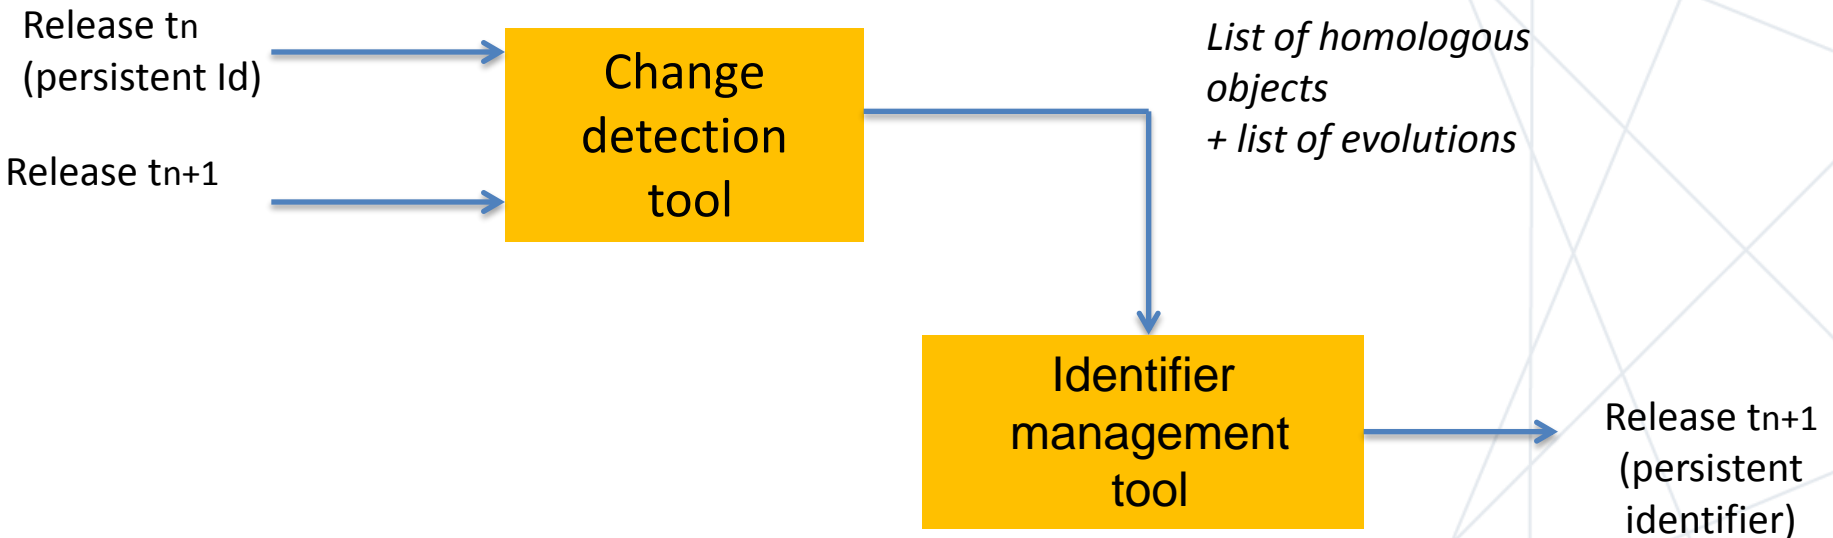 Release tn
(persistent Id)
Release tn+1
Change
detection
tool
List of homologous
objects
+ list of evolutions
Identifier
management
tool
Release tn+1
(persistent
identifier)